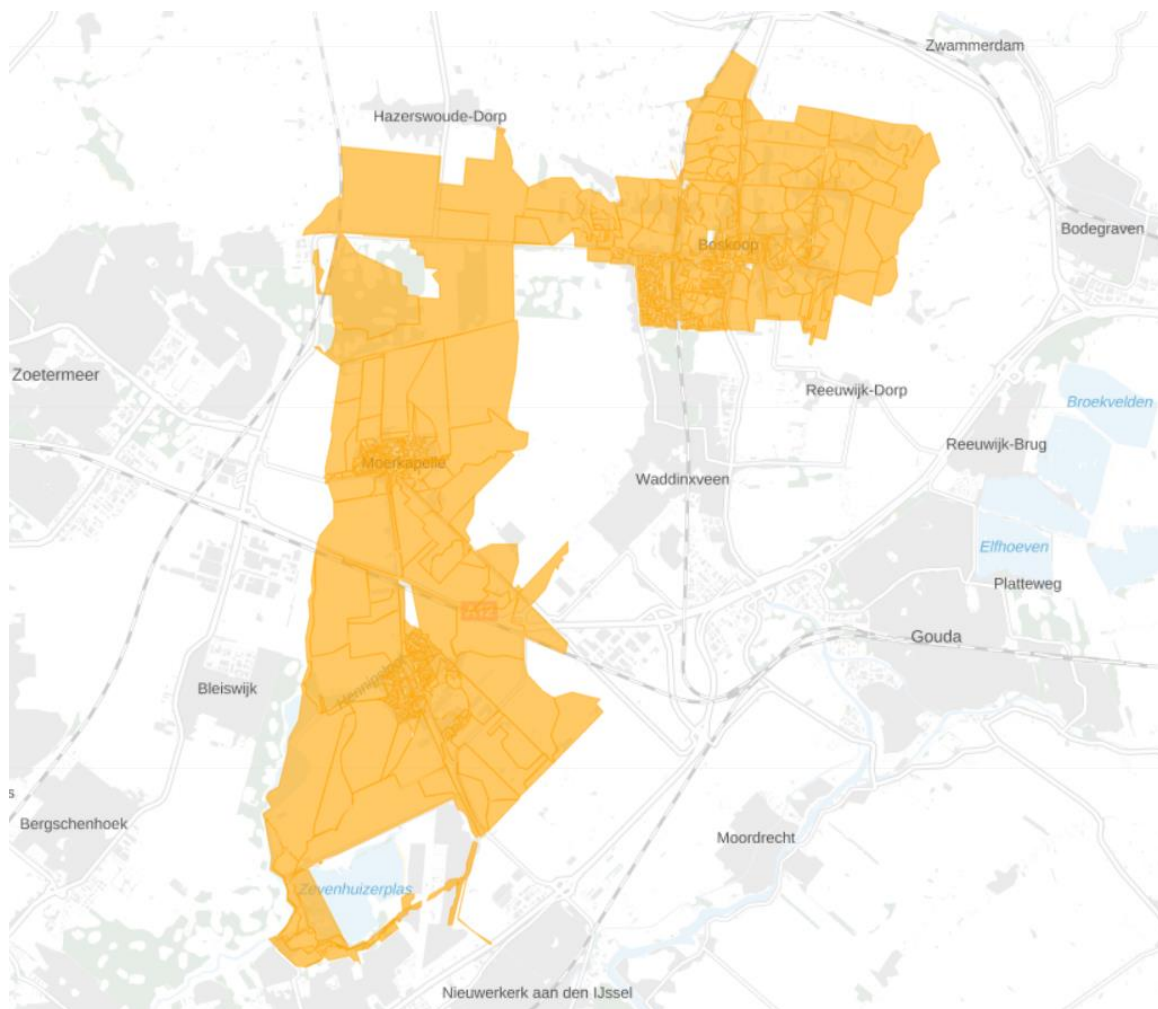 Zwammerdam
Hazerswoude-Dorp
Bodegraven
Boskoop
Zoetermeer
Reeuwijk-Dorp
Broekvelden
Reeuwijk-Brug
Moerkapelle
Waddinxveen
Elfhoeven
Platteweg
A12
Gouda
Bleiswijk
s
Bergschenhoek
Moordrecht
Zevenhuizerplas
Nieuwerkerk aan den IJssel